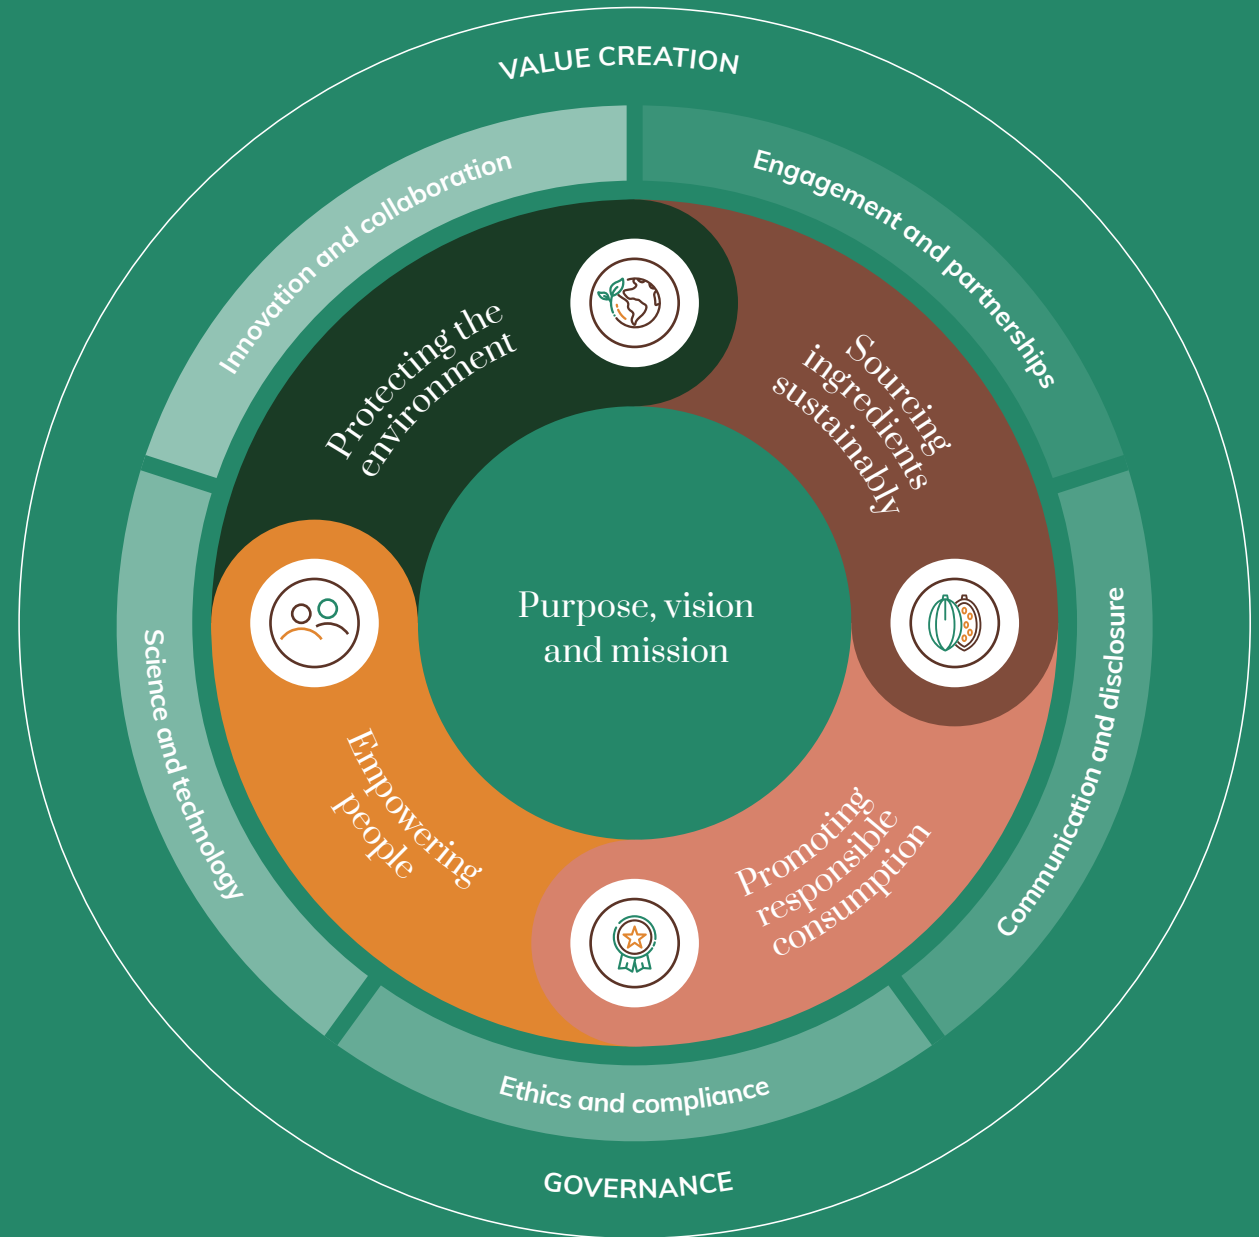 VALUE CREATION
Innovation and collaboration
Engagement and partnerships
Protecting the
environment
Sourcing
ingredients
sustainably
Purpose, vision
and mission
Science and technology
Communication and disclosure
Empowering
people
Promoting
responsible
consumption
Ethics and compliance
GOVERNANCE